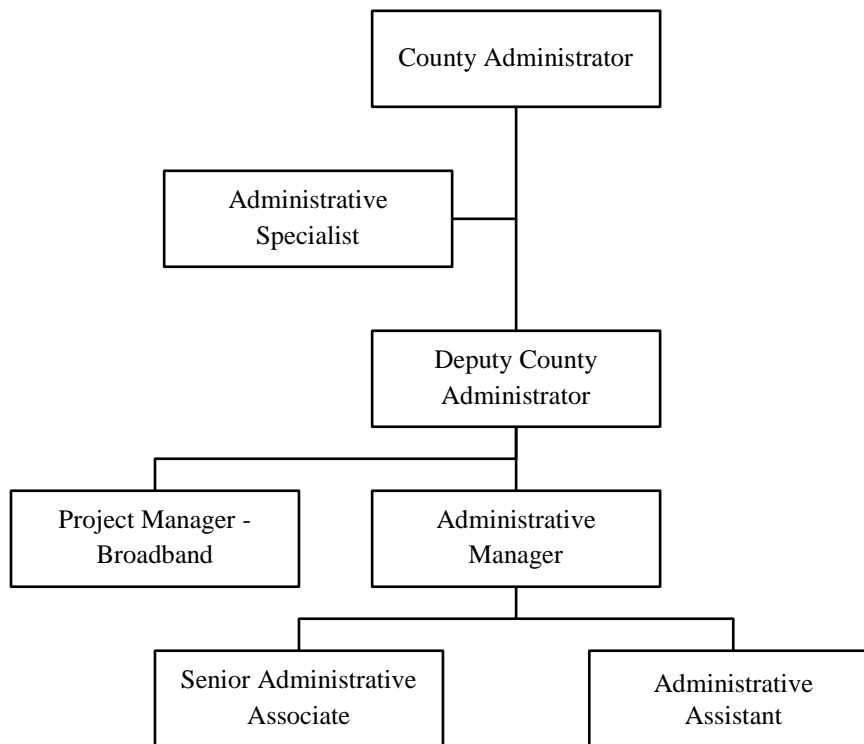 County Administrator
Administrative
Specialist
Deputy County
Administrator
Project Manager -
Broadband
Administrative
Manager
Senior Administrative
Associate
Administrative
Assistant